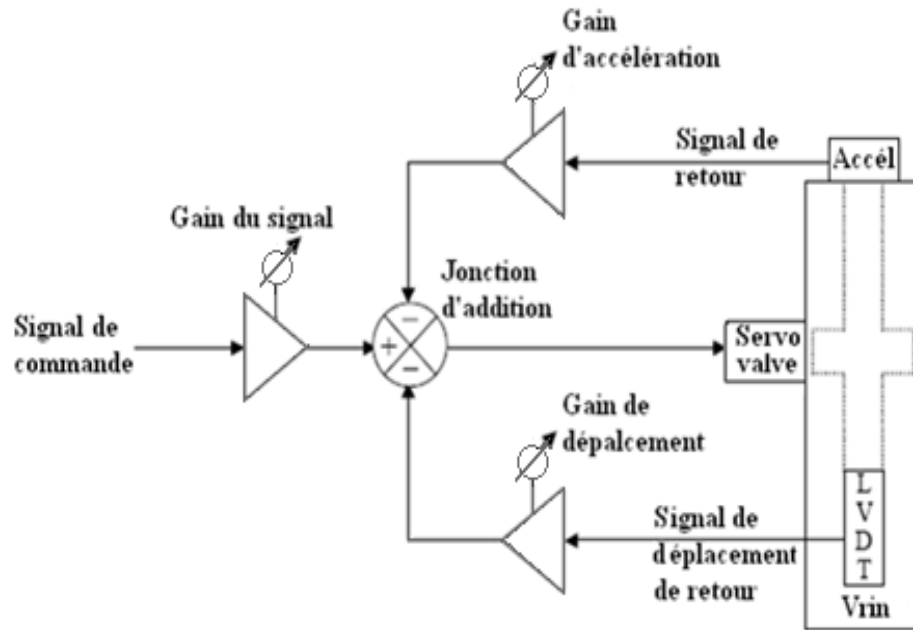 Gain
d'accélération
Signal de
retour
Accél
Gain du signal
Jonction
d'addition
Signal de
commande
Servo
valve
Gain de
dépalcement
Signal de
déplacement
de retour
L
V
D
T
Vrin
−
+
−